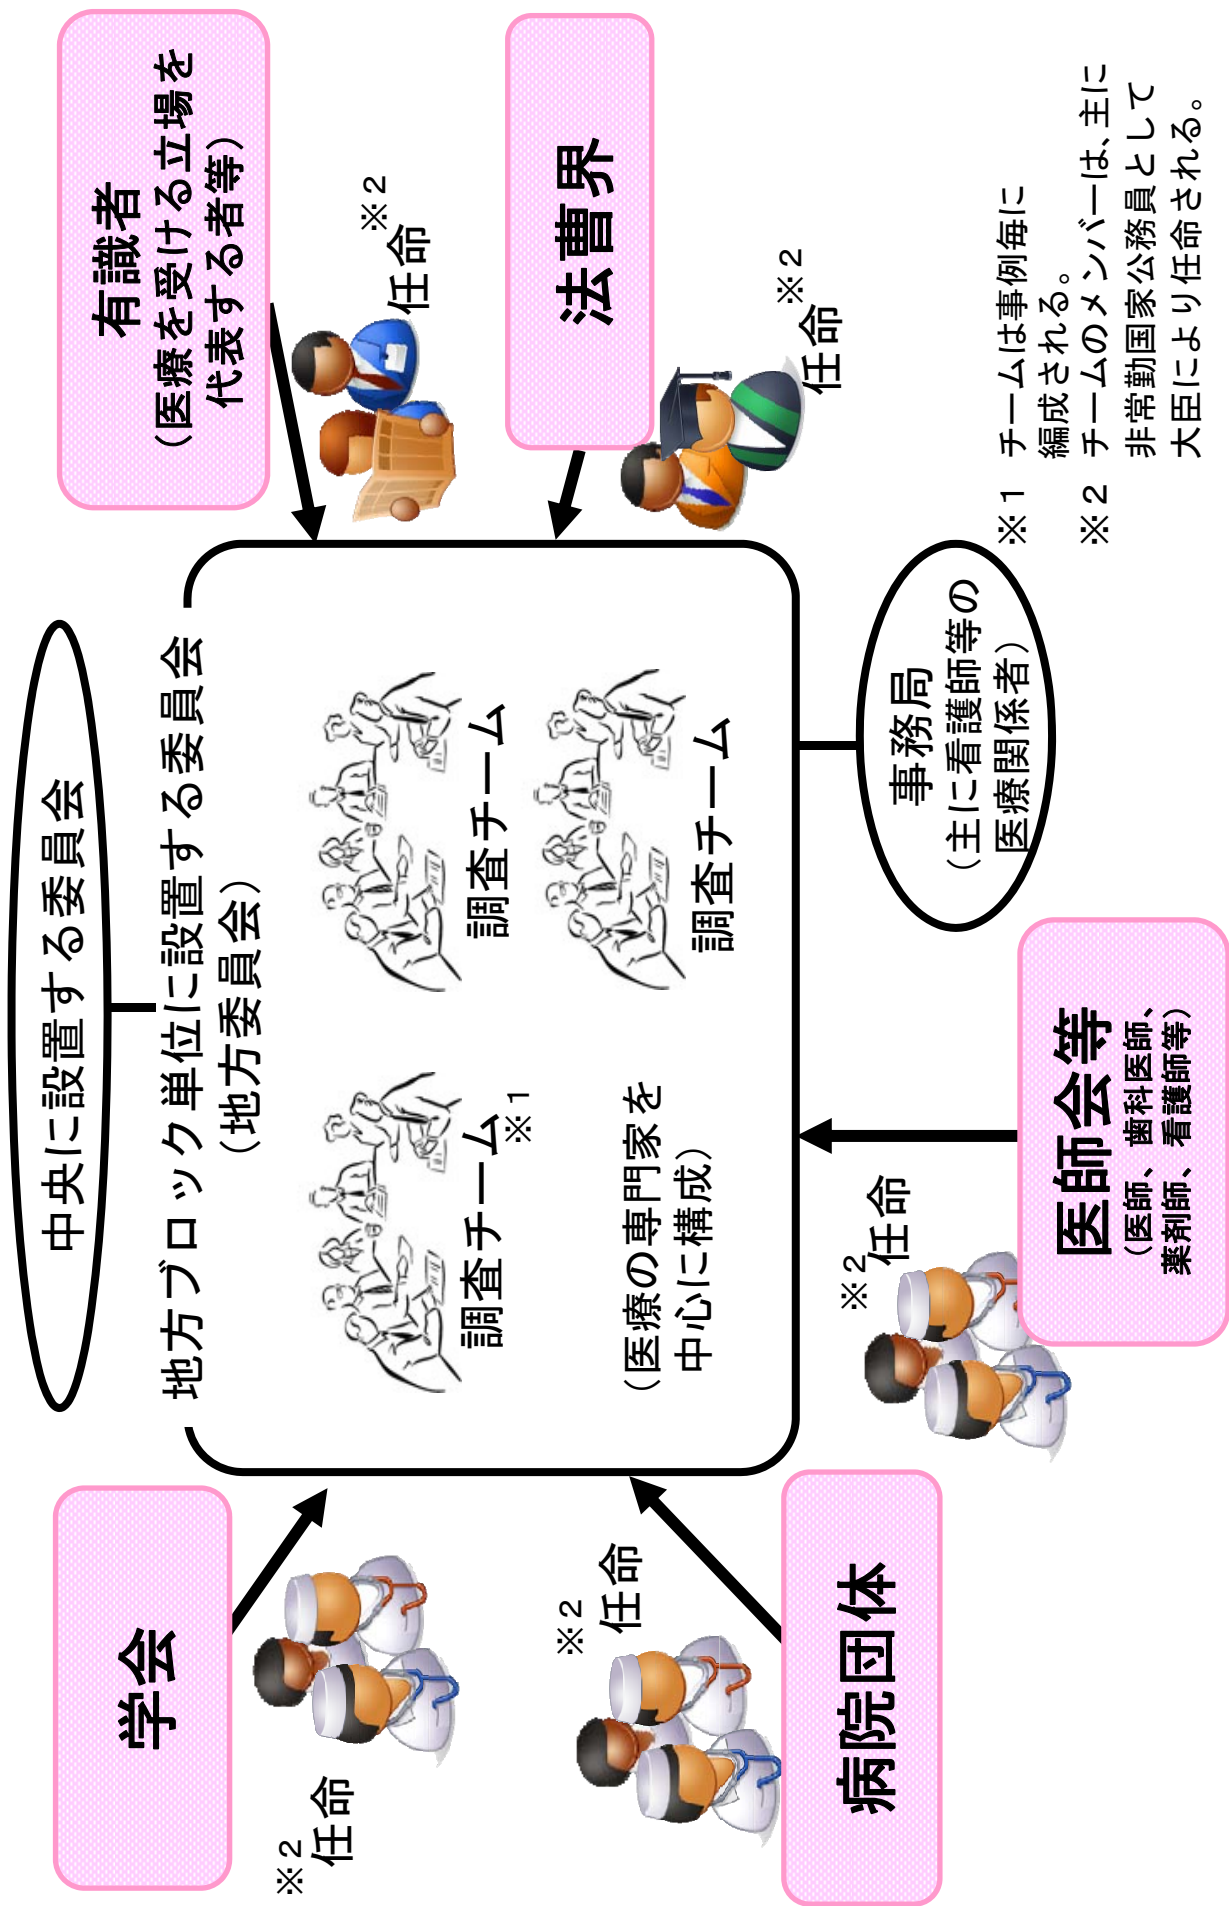 中央に設置する委員会
地方ブロック単位に設置する委員会
（地方委員会）
学会
※２
任命
有識者
（医療を受ける立場を
代表する者等）
※２
任命
調査チーム
※１
調査チーム
調査チーム
（医療の専門家を
中心に構成）
病院団体
※２
任命
法曹界
※２
任命
医師会等
（医師、歯科医師、
薬剤師、看護師等）
※２
任命
事務局
（主に看護師等の
医療関係者）
※１　チームは事例毎に
編成される。
※２　チームのメンバーは、主に
非常勤国家公務員として
大臣により任命される。